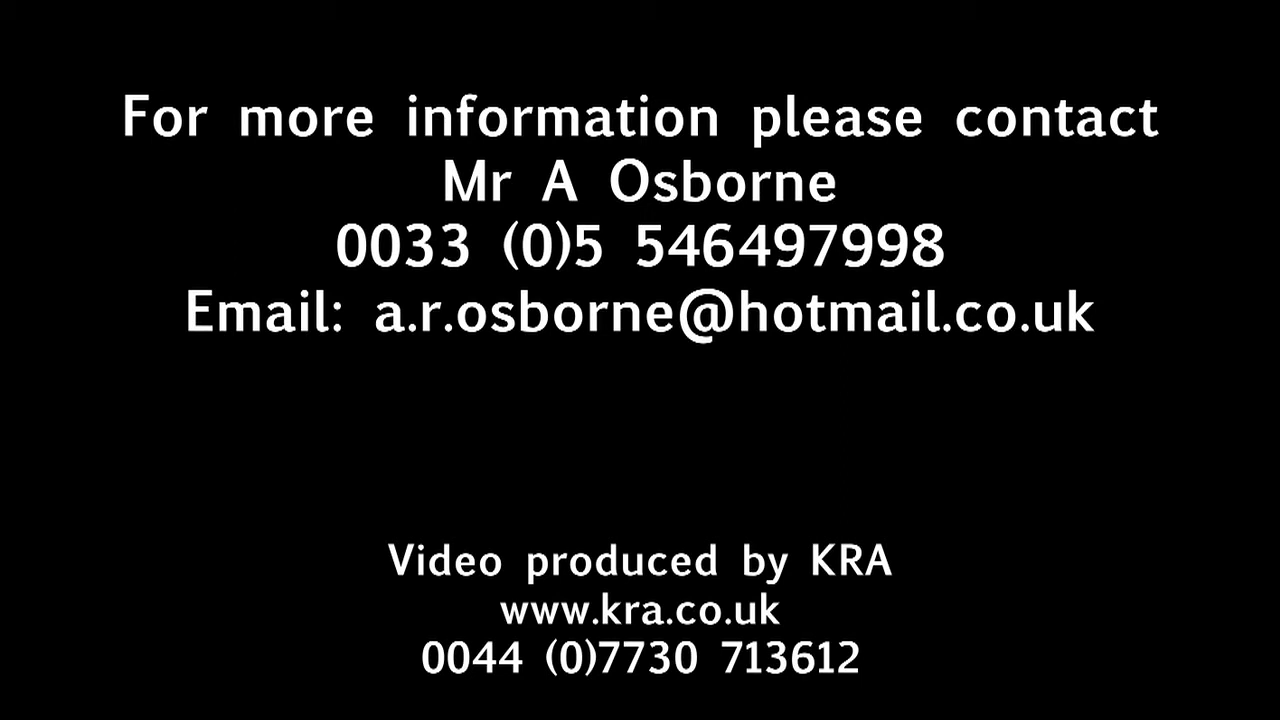 For more information please contact
Mr A Osborne
0033 (0)5 546497998
Email: a.r.osborne@hotmail.co.uk
Video produced by KRA
www.kra.co.uk
0044 (0)7730 713612